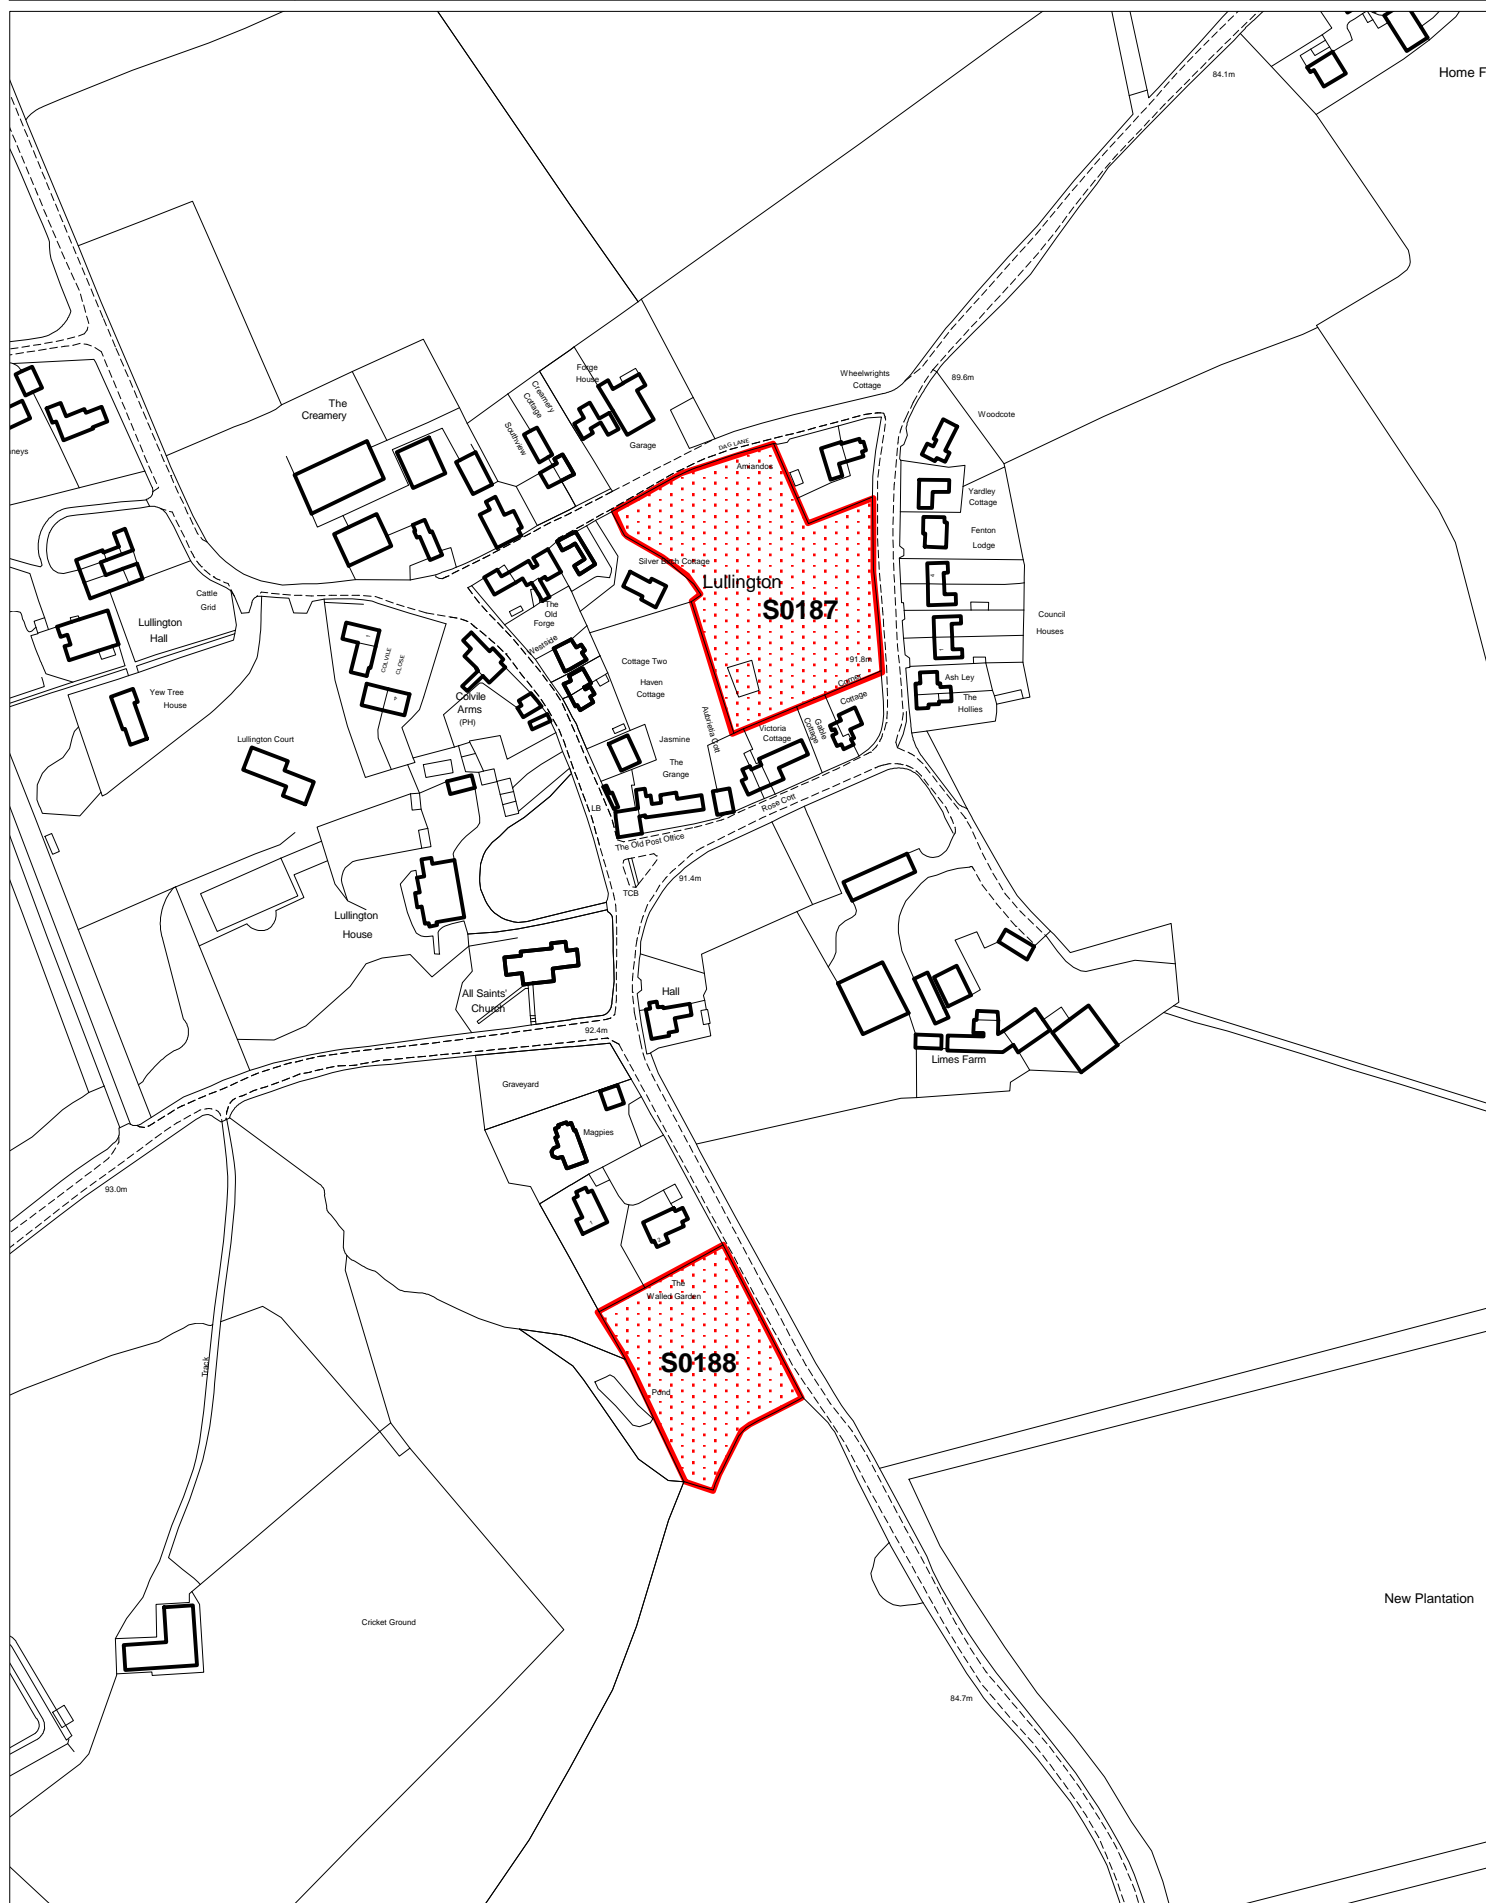 84.1m
Home F
Forge
House
Wheelwrights
Cottage
89.6m
The
Creamery
Creamery
Cottage
Southview
Woodcote
Garage
DAG LANE
nneys
Amiandos
Yardley
Cottage
Fenton
Lodge
Silver Birch Cottage
Lullington
S0187
Cattle
Grid
The
Old
Forge
Council
Houses
Lullington
Hall
COLVILE
CLOSE
Westside
Cottage Two
Haven
Cottage
91.8m
Corner
Cottage
Ash Ley
The
Hollies
Yew Tree
House
Colvile
Arms
(PH)
Aubrietia Cott
Victoria
Cottage
Gable
Cottage
Lullington Court
Jasmine
The
Grange
LB
Rose Cott
The Old Post Office
91.4m
TCB
Lullington
House
All Saints'
Church
Hall
92.4m
Limes Farm
Graveyard
Magpies
93.0m
The
Walled Garden
S0188
Track
Pond
Cricket Ground
New Plantation
84.7m